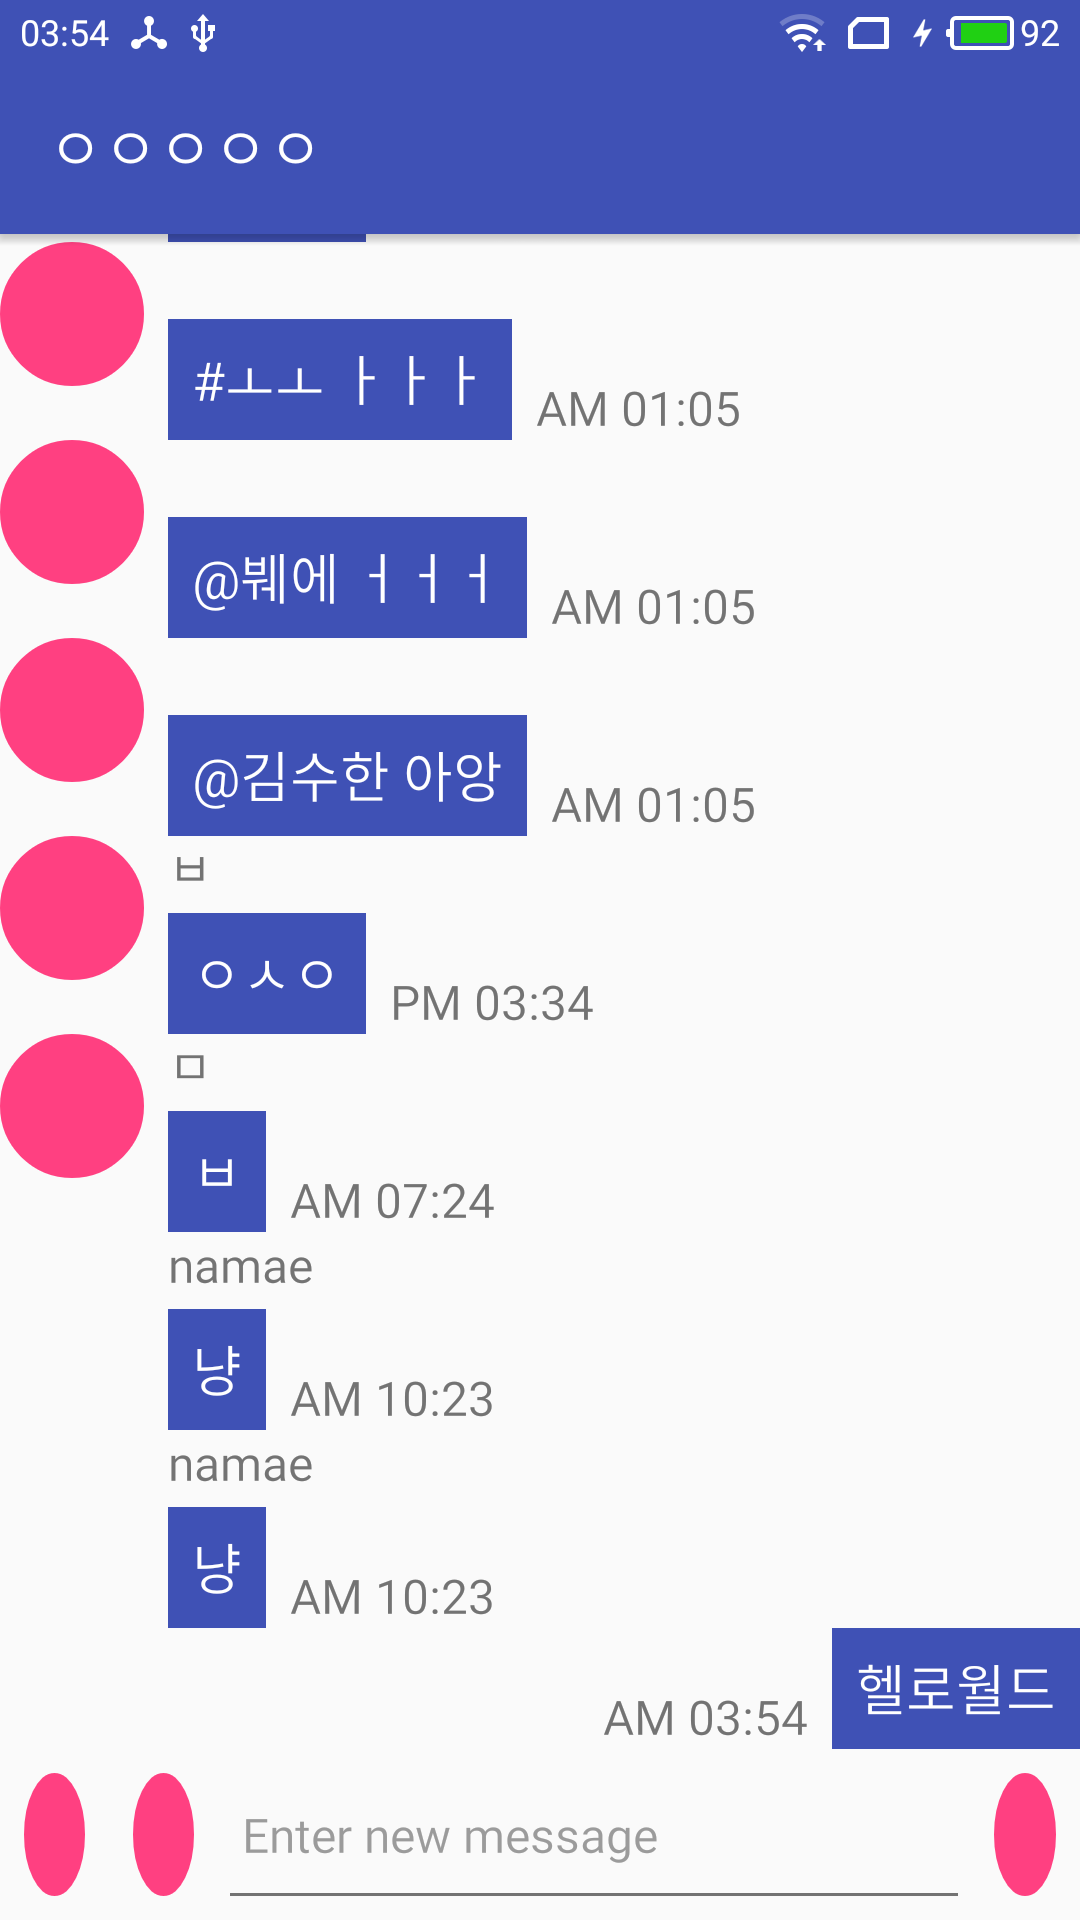 03:54
92
ㅇㅇㅇㅇㅇ
#ㅗㅗ ㅏㅏㅏ
AM 01:05
@붸에 ㅓㅓㅓ
AM 01:05
@김수한 아앙
AM 01:05
ㅂ
ㅇㅅㅇ
PM 03:34
ㅁ
ㅂ
AM 07:24
namae
냥
AM 10:23
namae
냥
AM 10:23
AM 03:54
헬로월드
Enter new message